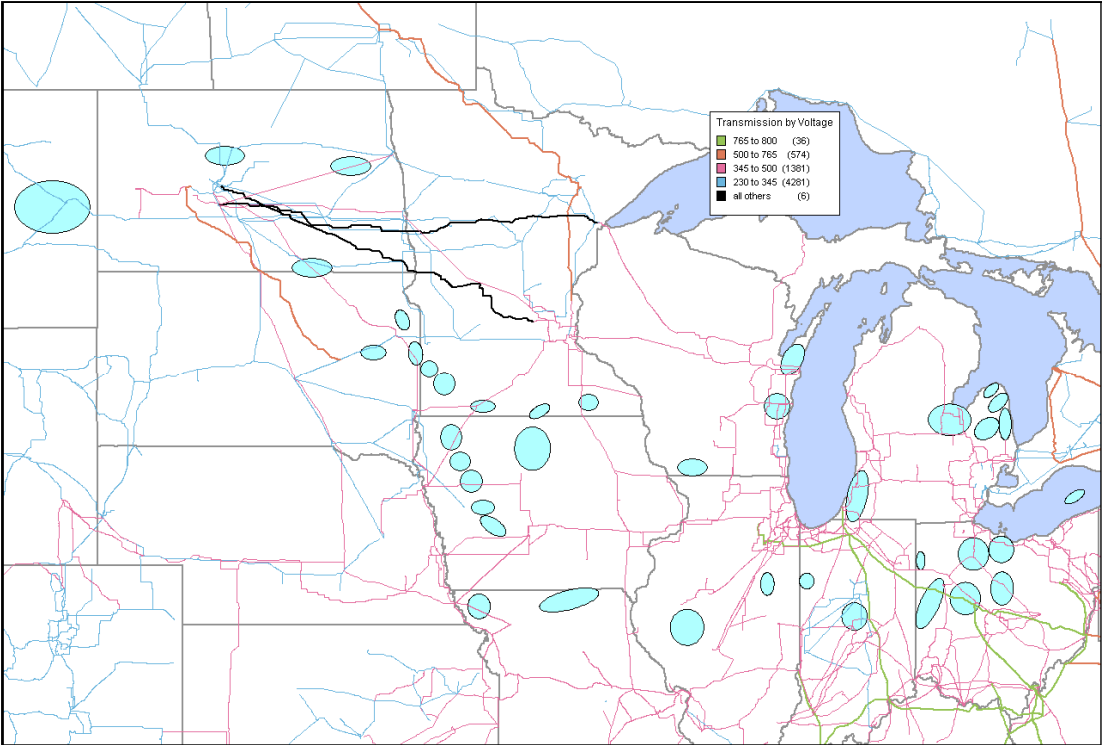 Transmission by Voltage
765 to 800 (36)
500 to 765 (574)
345 to 500 (1381)
230 to 345 (4281)
all others (6)